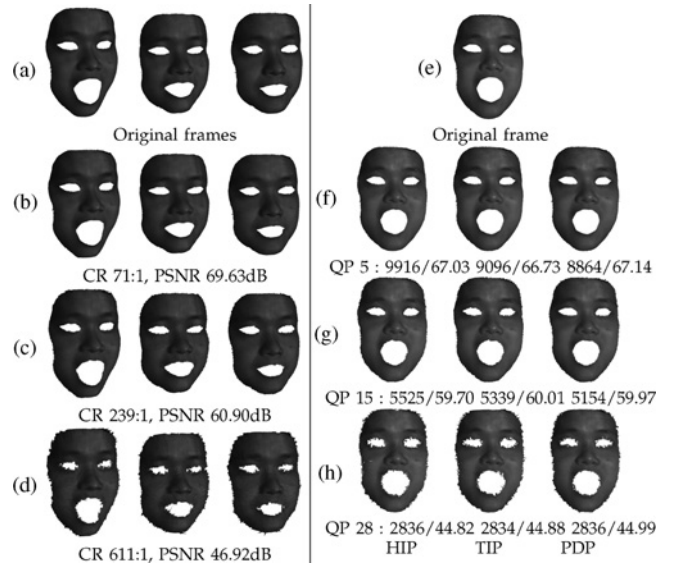 (a)
Original frames
(b)
CR 71:1, PSNR 69.63dB
(c)
CR 239:1, PSNR 60.90dB
(d)
CR 611:1, PSNR 46.92dB
(e)
Original frame
(f)
QP 5 : 9916/67.03 9096/66.73 8864/67.14
(g)
QP 15 : 5525/59.70 5339/60.01 5154/59.97
(h)
QP 28 : 2836/44.82 2834/44.88 2836/44.99
HIP TIP PDP